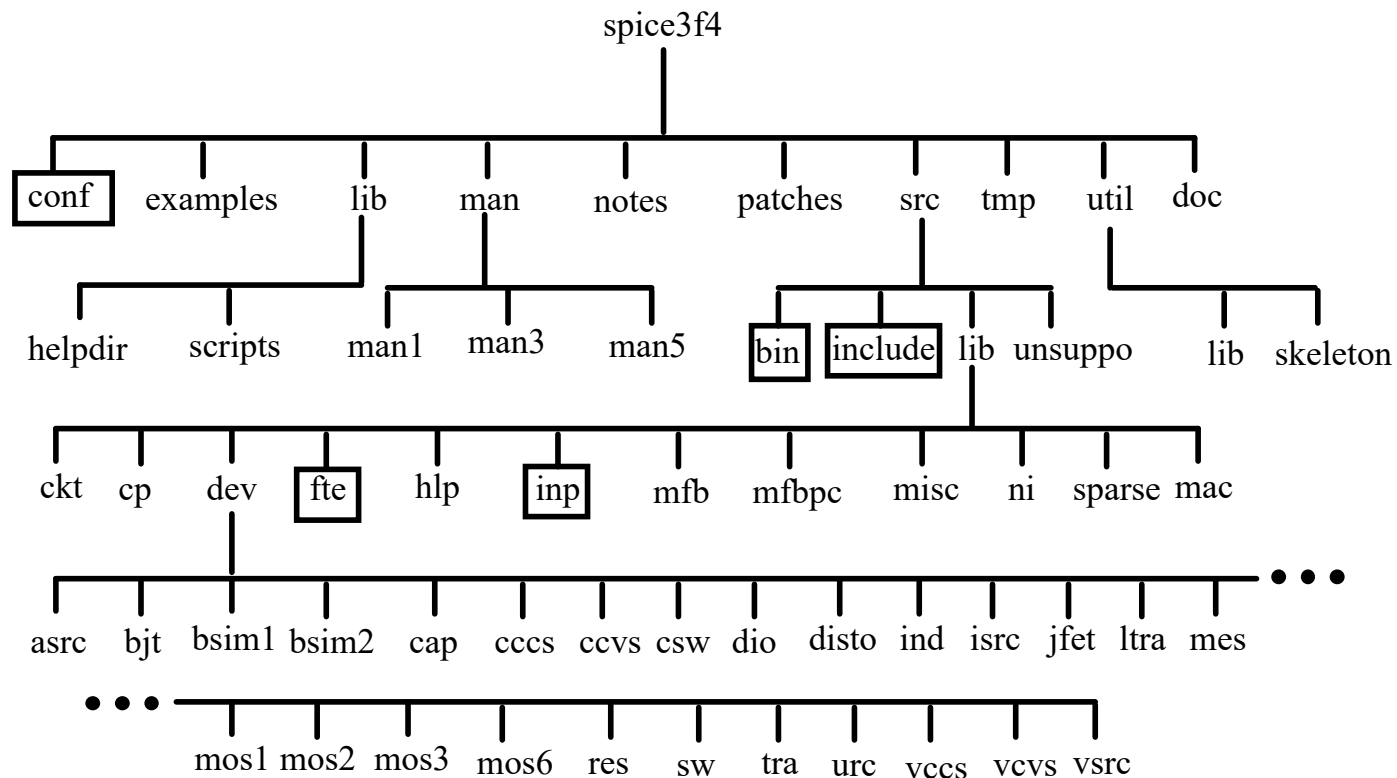 spice3f4
conf examples lib man notes patches src tmp util doc
helpdir scripts man1 man3 man5 bin include lib unsuppo lib skeleton
ckt cp dev fte hlp inp mfb mfbpc misc ni sparse mac
asrc bjt bsim1 bsim2 cap cccs ccvs csw dio disto ind isrc jfet ltra mes
mos1 mos2 mos3 mos6 res sw tra urc vccs vcvs vsrc